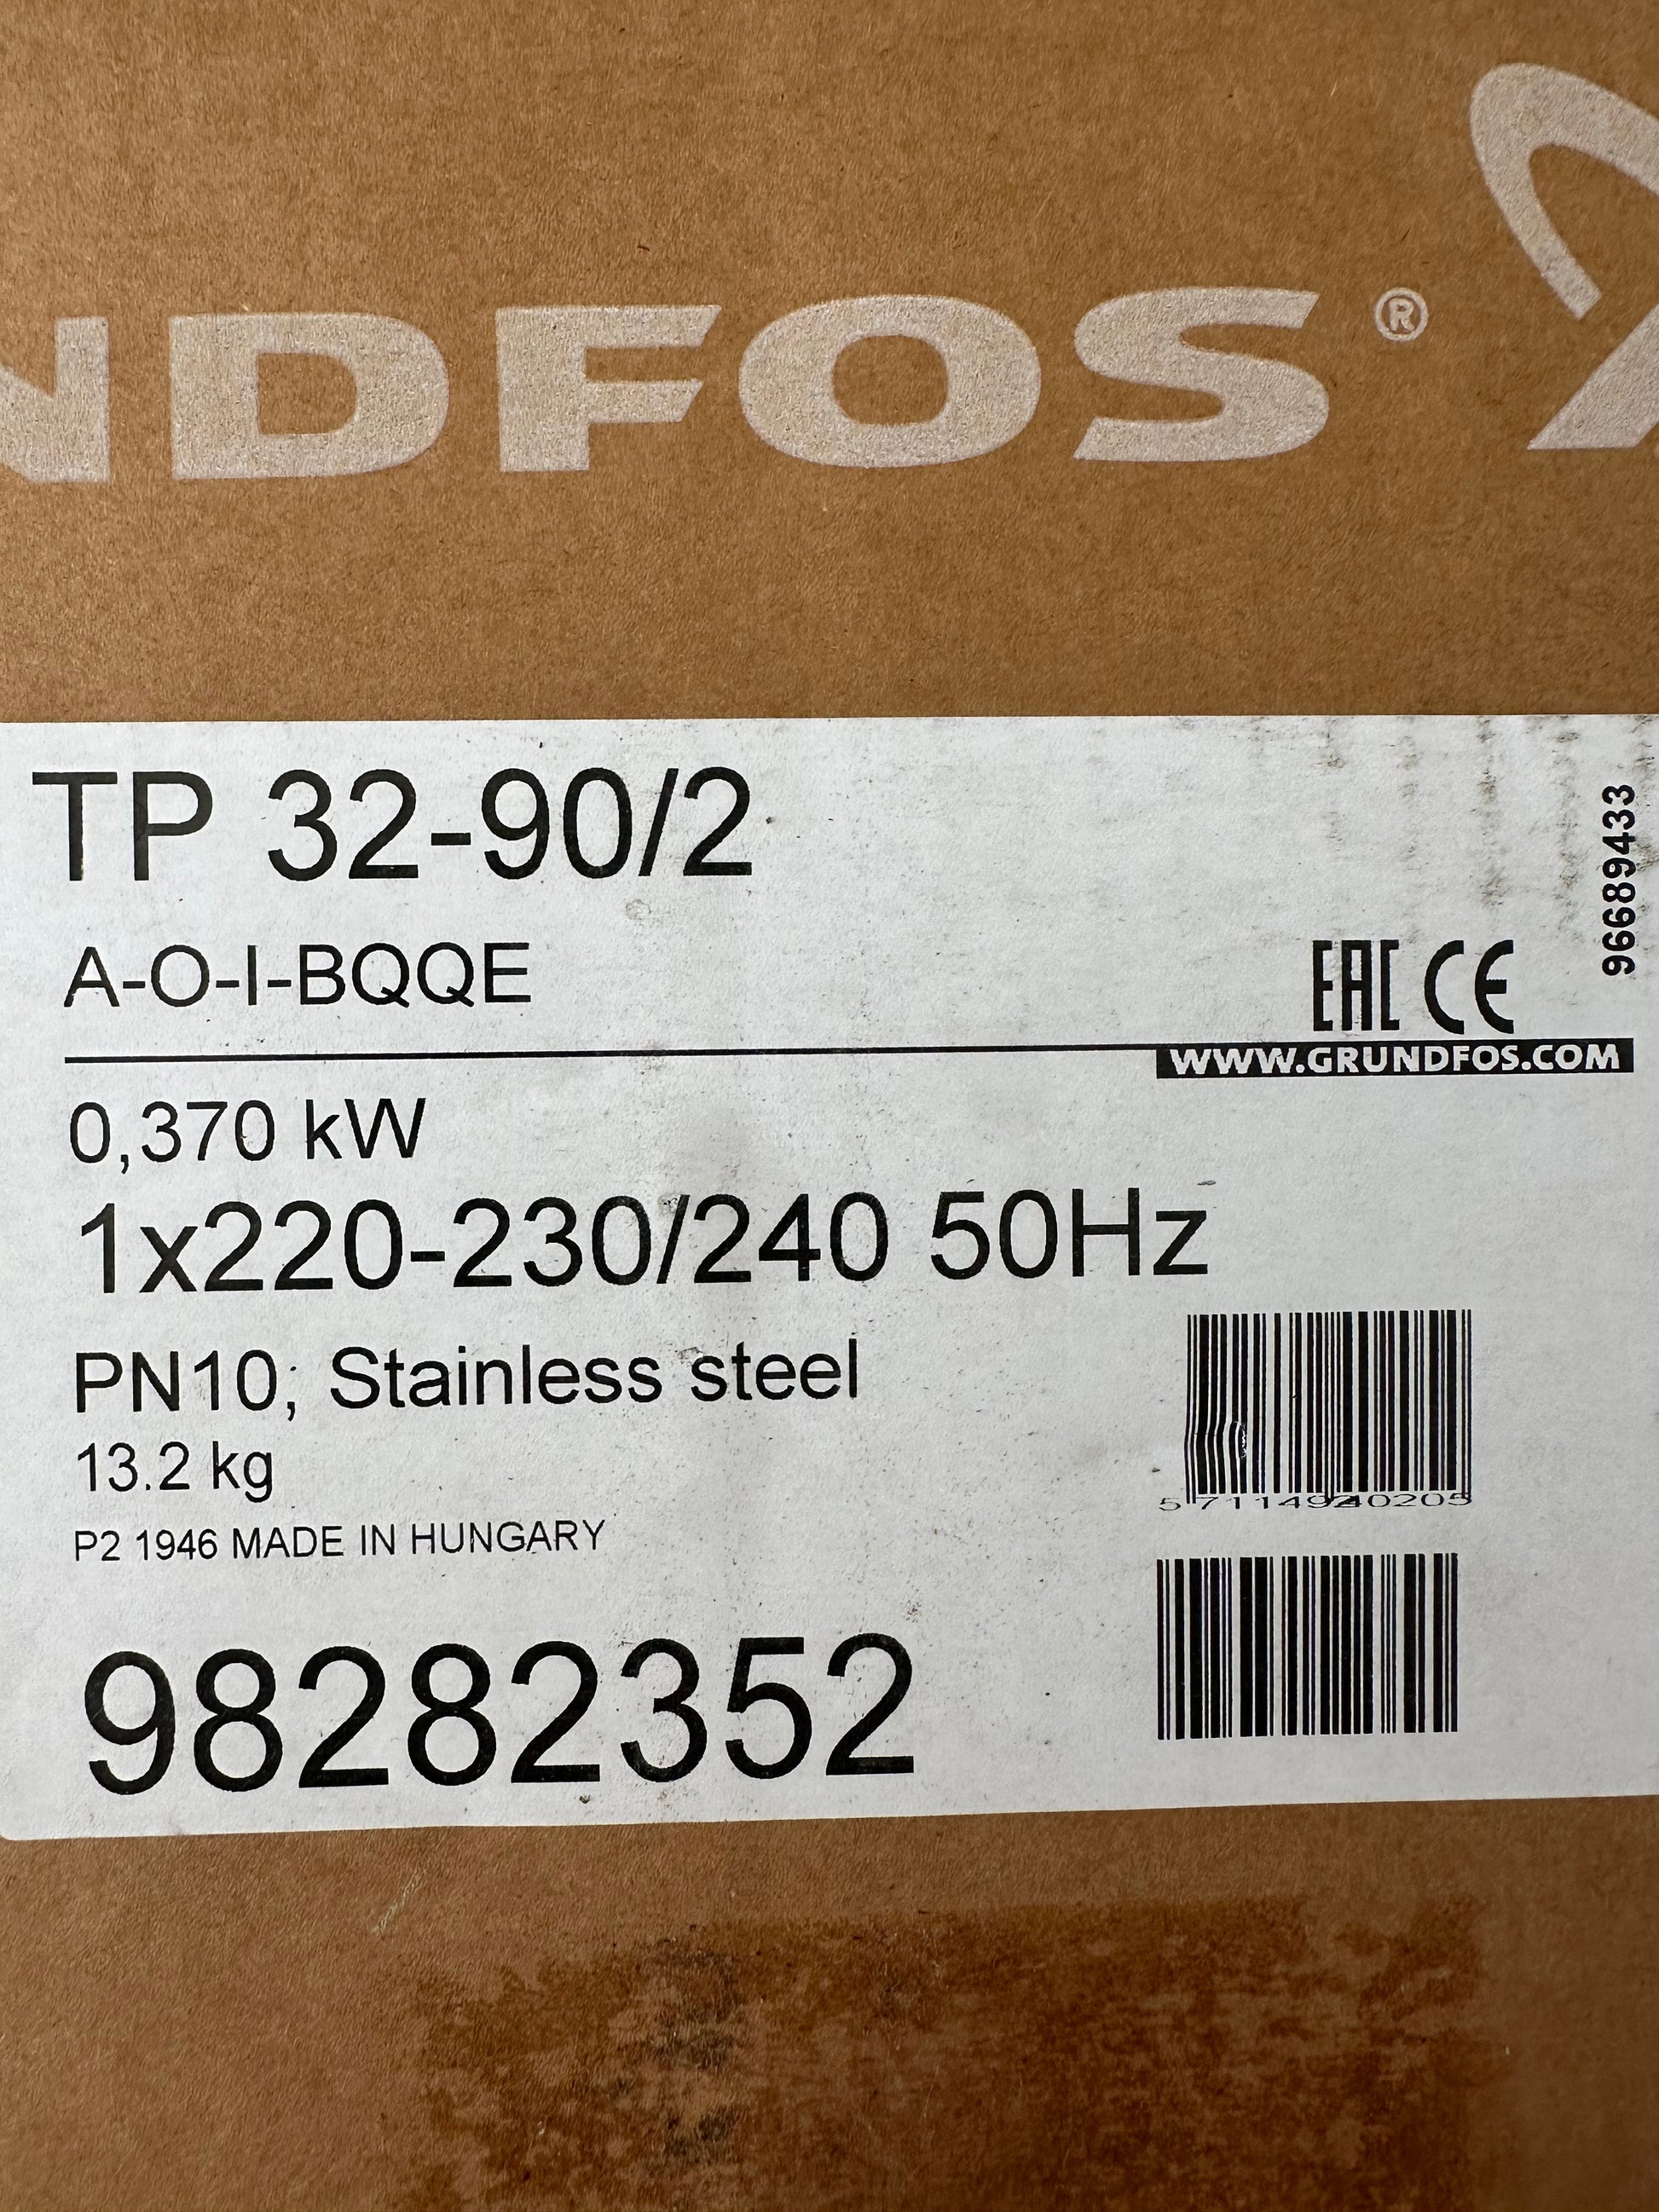 NDFOS®
TP 32-90/2
A-O-I-BQQE
96689433
EAC CE
WWW.GRUNDFOS.COM
0,370 kW
1x220-230/240 50Hz
PN10; Stainless steel
13.2 kg
571149240205
P2 1946 MADE IN HUNGARY
98282352